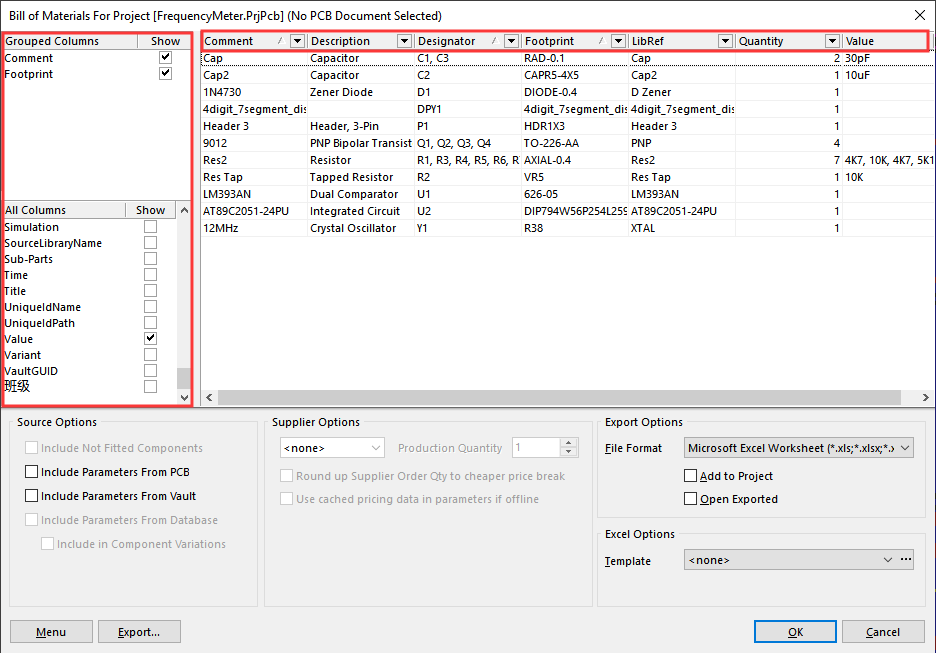 Bill of Materials For Project [FrequencyMeter.PrjPcb] (No PCB Document Selected)
Grouped Columns Show
Comment
Footprint
All Columns Show
Simulation
SourceLibraryName
Sub-Parts
Time
Title
UniqueIdName
UniqueIdPath
Value
Variant
VaultGUID
班级
Comment Description Designator Footprint LibRef Quantity Value
Cap Capacitor C1, C3 RAD-0.1 Cap 2 30pF
Cap2 Capacitor C2 CAPR5-4X5 Cap2 1 10uF
1N4730 Zener Diode D1 DIODE-0.4 D Zener 1
4digit_7segment_dis DPY1 4digit_7segment_dis 4digit_7segment_dis 1
Header 3 Header, 3-Pin P1 HDR1X3 Header 3 1
9012 PNP Bipolar Transist Q1, Q2, Q3, Q4 TO-226-AA PNP 4
Res2 Resistor R1, R3, R4, R5, R6, R AXIAL-0.4 Res2 7 4K7, 10K, 4K7, 5K1
Res Tap Tapped Resistor R2 VR5 Res Tap 1 10K
LM393AN Dual Comparator U1 626-05 LM393AN 1
AT89C2051-24PU Integrated Circuit U2 DIP794W56P254L259 AT89C2051-24PU 1
12MHz Crystal Oscillator Y1 R38 XTAL 1
Source Options
Include Not Fitted Components
Include Parameters From PCB
Include Parameters From Vault
Include Parameters From Database
Include in Component Variations
Supplier Options
<none> Production Quantity 1
Round up Supplier Order Qty to cheaper price break
Use cached pricing data in parameters if offline
Export Options
File Format Microsoft Excel Worksheet (*.xls;*.xlsx;*.x
Add to Project
Open Exported
Excel Options
Template <none> ...
Menu Export... OK Cancel